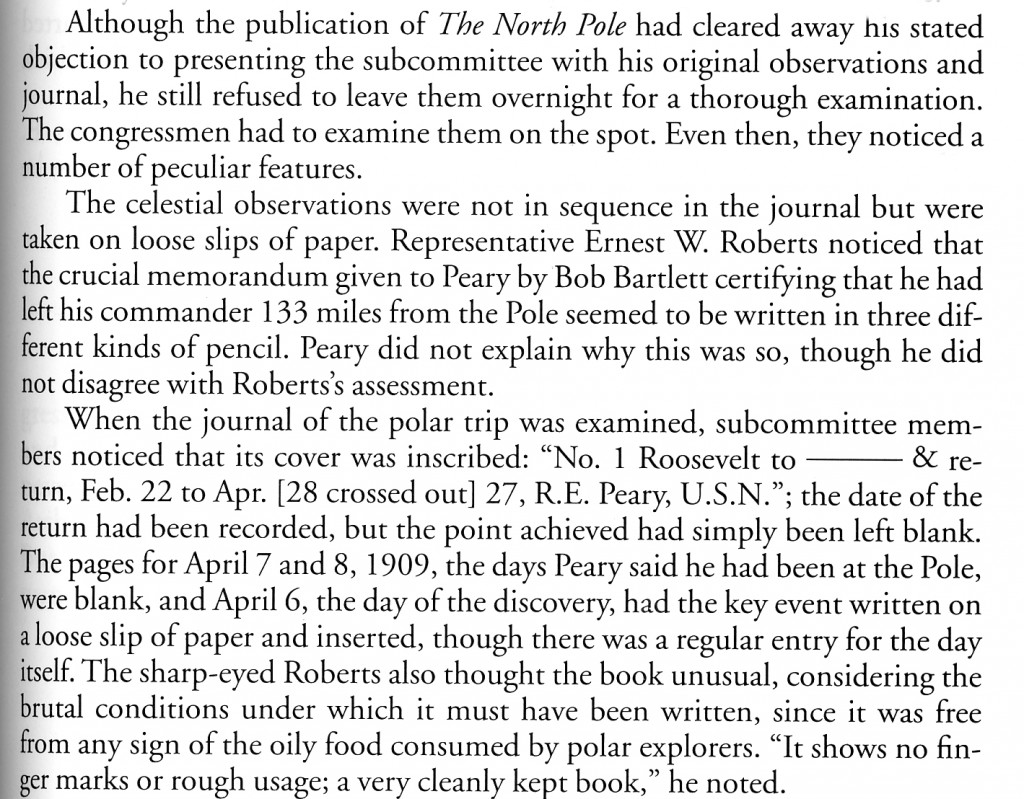 Although the publication of The North Pole had cleared away his stated
objection to presenting the subcommittee with his original observations and
journal, he still refused to leave them overnight for a thorough examination.
The congressmen had to examine them on the spot. Even then, they noticed a
number of peculiar features.
The celestial observations were not in sequence in the journal but were
taken on loose slips of paper. Representative Ernest W. Roberts noticed that
the crucial memorandum given to Peary by Bob Bartlett certifying that he had
left his commander 133 miles from the Pole seemed to be written in three dif-
ferent kinds of pencil. Peary did not explain why this was so, though he did
not disagree with Roberts's assessment.
When the journal of the polar trip was examined, subcommittee mem-
bers noticed that its cover was inscribed: “No. 1 Roosevelt to ——— & re-
turn, Feb. 22 to Apr. [28 crossed out] 27, R.E. Peary, U.S.N.”; the date of the
return had been recorded, but the point achieved had simply been left blank.
The pages for April 7 and 8, 1909, the days Peary said he had been at the Pole,
were blank, and April 6, the day of the discovery, had the key event written on
a loose slip of paper and inserted, though there was a regular entry for the day
itself. The sharp-eyed Roberts also thought the book unusual, considering the
brutal conditions under which it must have been written, since it was free
from any sign of the oily food consumed by polar explorers. “It shows no fin-
ger marks or rough usage; a very cleanly kept book,” he noted.